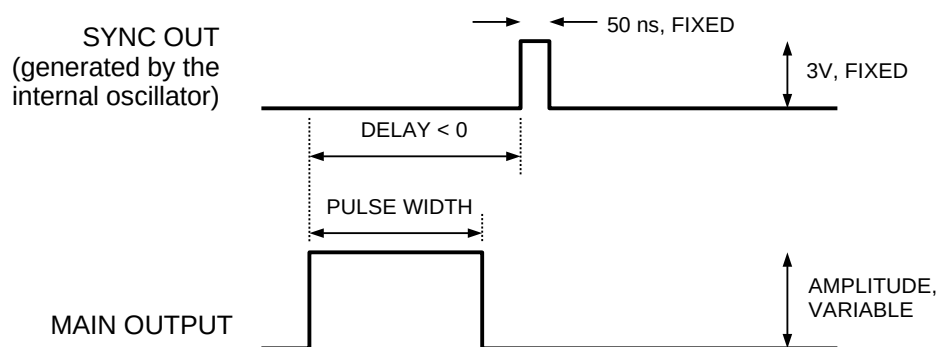 50 ns, FIXED
SYNC OUT
(generated by the
internal oscillator)
3V, FIXED
DELAY < 0
PULSE WIDTH
AMPLITUDE,
VARIABLE
MAIN OUTPUT